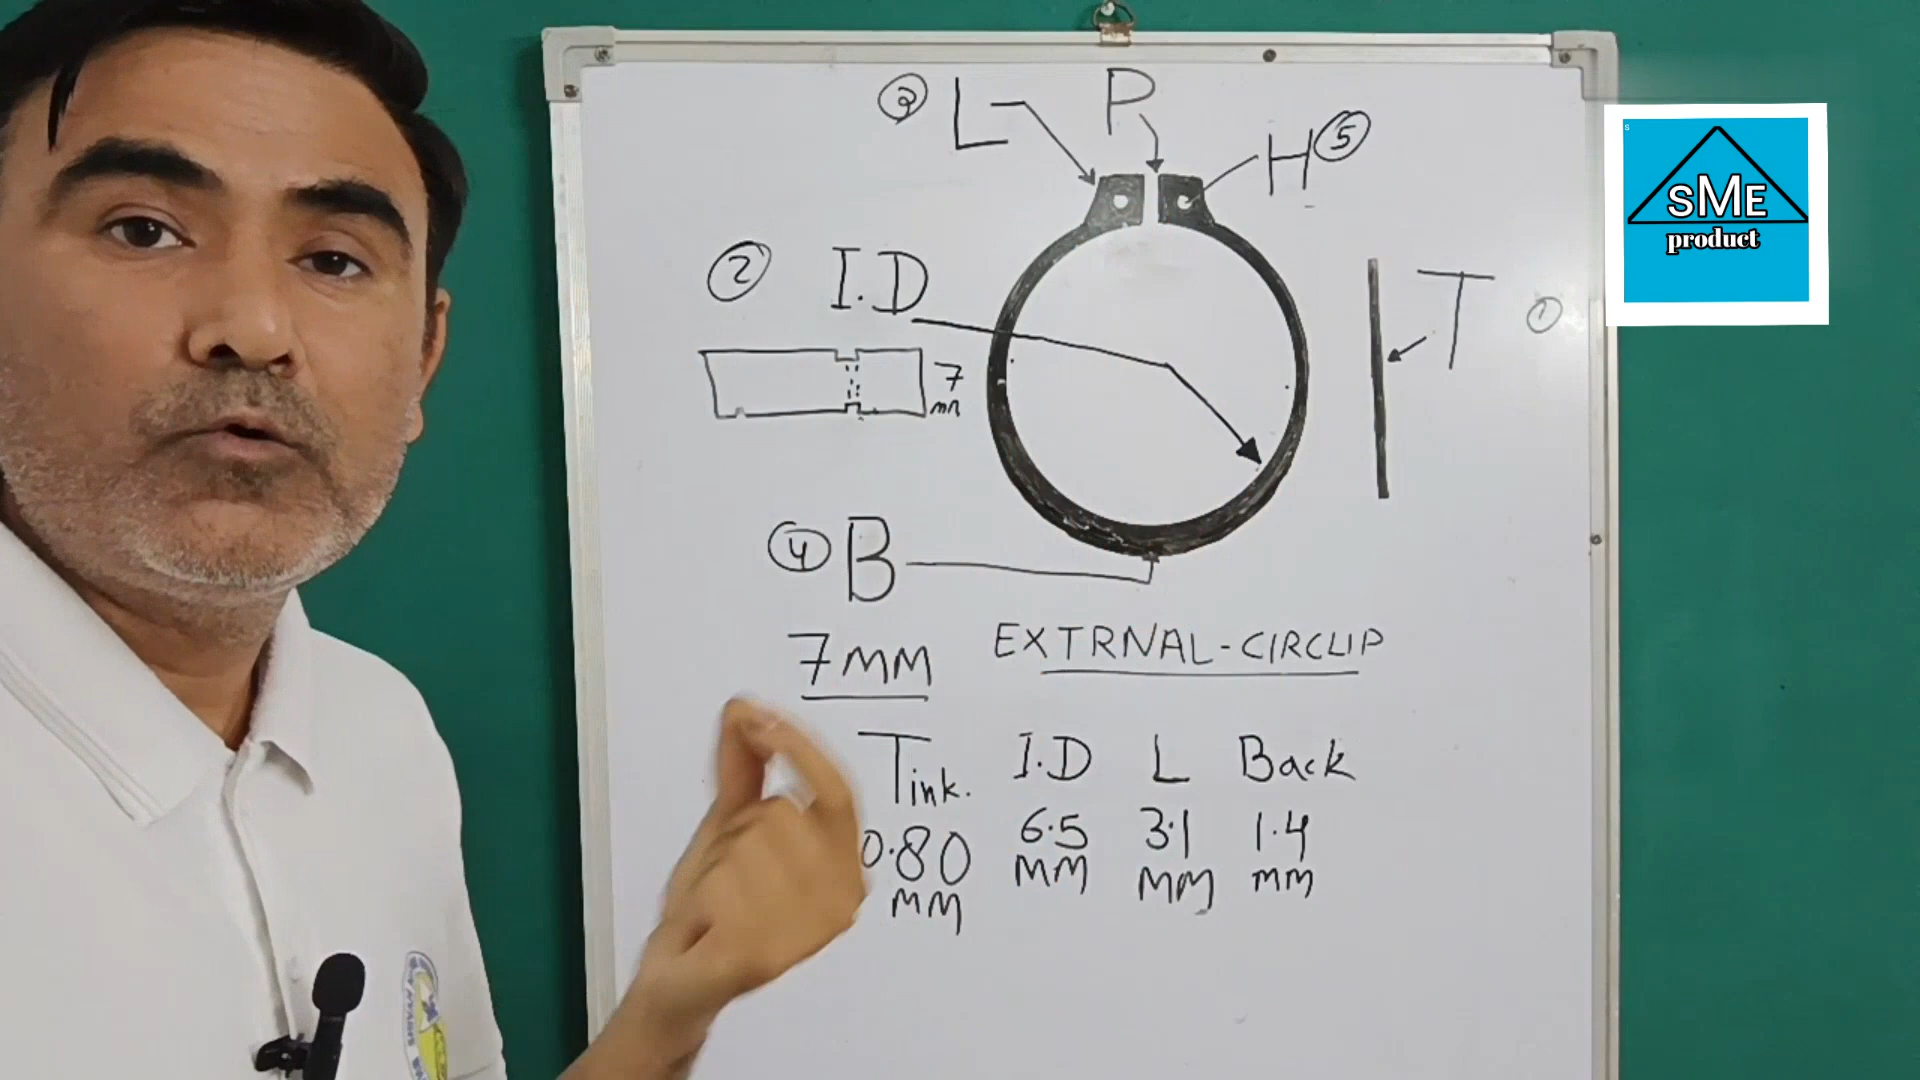 3 L P
H 5
S
SME
product
2 I.D
T 1
7
mm
4 B
7MM EXTRNAL-CIRCLIP
Tink. I.D L Back
0.80 6.5 3.1 1.4
MM MM MM MM